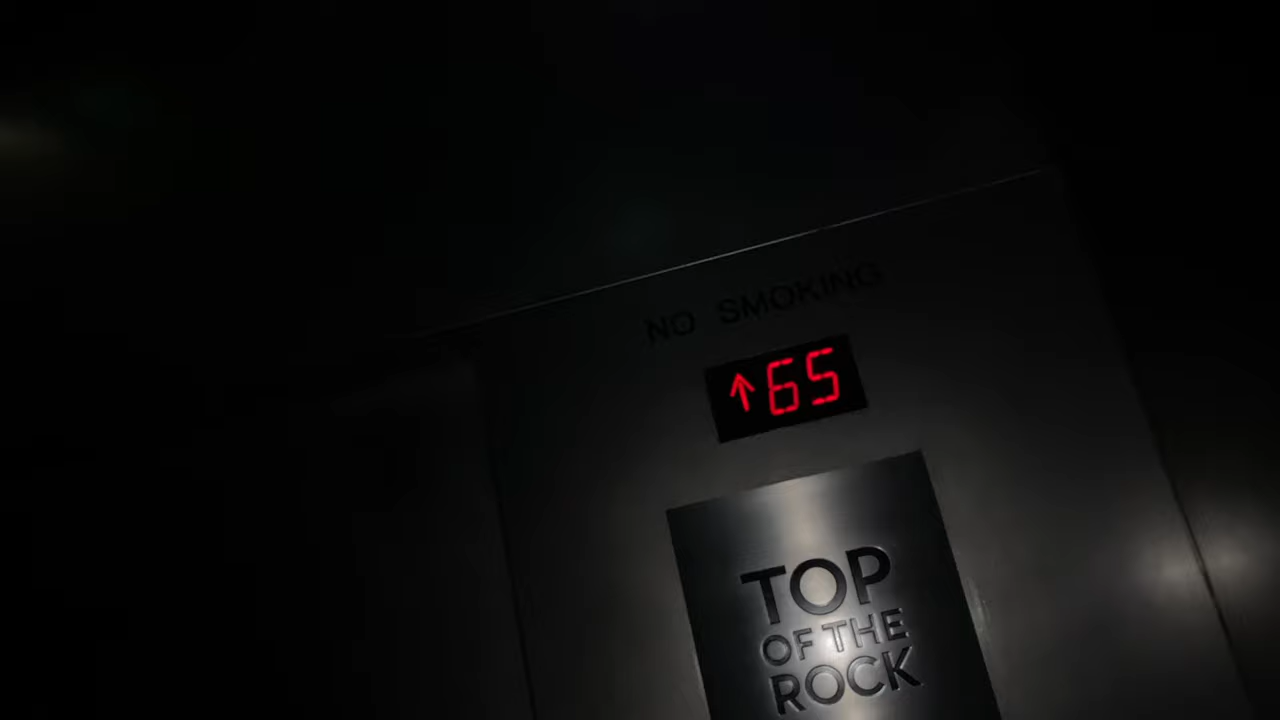 NO SMOKING
↑65
TOP
OF THE
ROCK